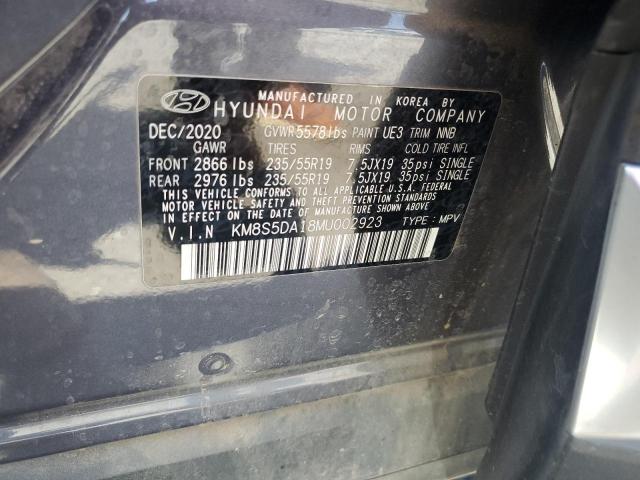 MANUFACTURED IN KOREA BY
HYUNDAI MOTOR COMPANY
DEC/2020 GVWR 5578lbs PAINT UE3 TRIM NNB
GAWR TIRES RIMS COLD TIRE INFL
FRONT 2866 lbs 235/55R19 7.5JX19 35psi SINGLE
REAR 2976 lbs 235/55R19 7.5JX19 35psi SINGLE
THIS VEHICLE CONFORMS TO ALL APPLICABLE U.S.A. FEDERAL
MOTOR VEHICLE SAFETY, BUMPER, AND THEFT PREVENTION STANDARDS
IN EFFECT ON THE DATE OF MANUFACTURE SHOWN ABOVE.
V.I.N KM8S5DA18MU002923 TYPE : MPV